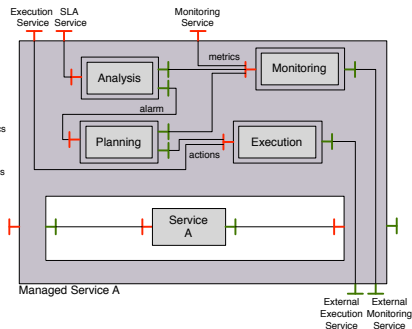 Execution Service
SLA Service
Monitoring Service
metrics
Analysis
Monitoring
alarm
Planning
Execution
actions
Service A
Managed Service A
External Execution Service
External Monitoring Service